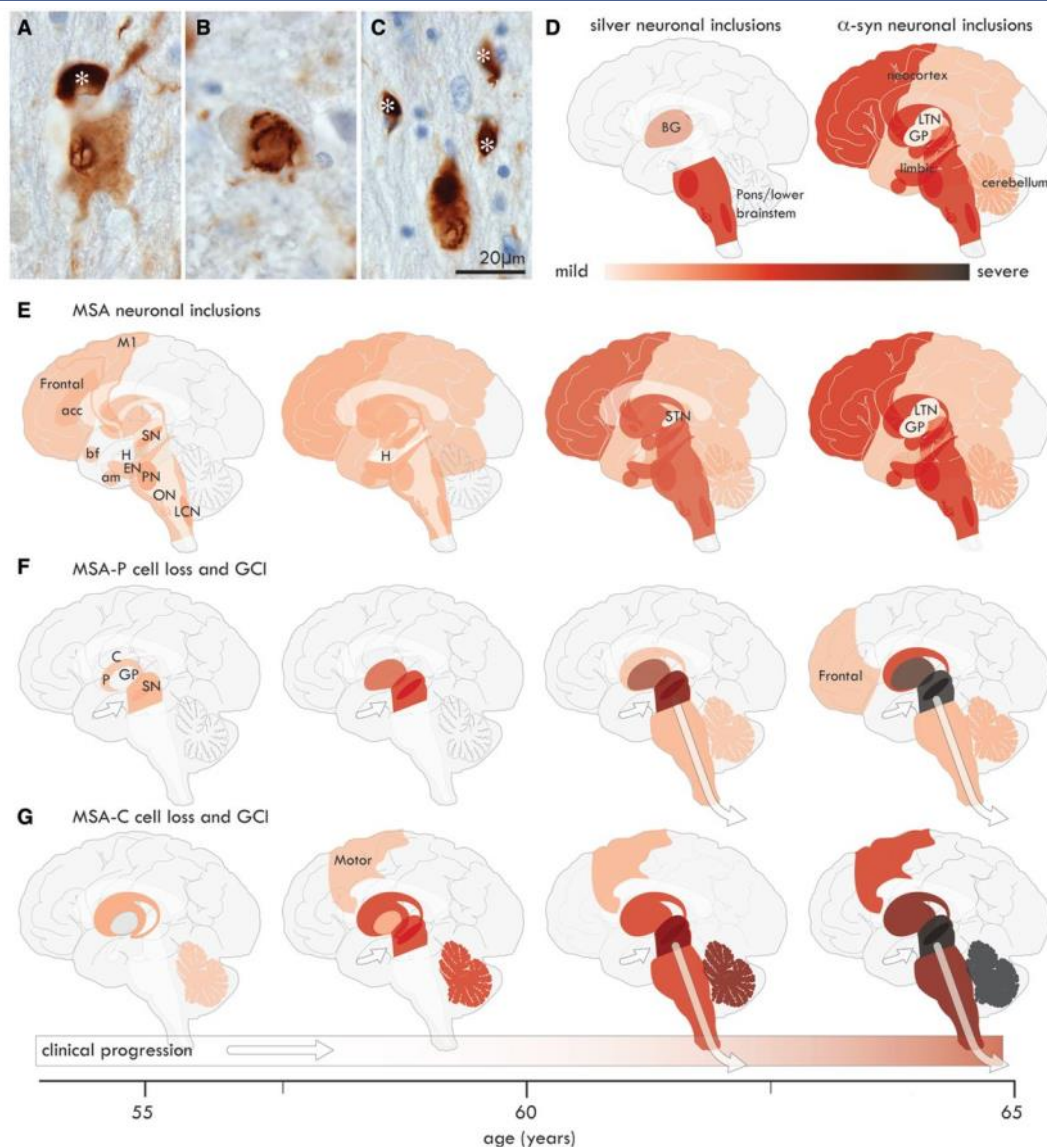 A
*
B
C
*
*
*
20µm
D silver neuronal inclusions α-syn neuronal inclusions
BG
Pons/lower
brainstem
neocortex
LTN
GP
limbic
cerebellum
mild severe
E MSA neuronal inclusions
M1
Frontal
acc
SN
bf
H
EN
am
PN
ON
LCN
H
STN
LTN
GP
F MSA-P cell loss and GCI
C
GP
P
SN
Frontal
G MSA-C cell loss and GCI
Motor
clinical progression
55 60 65
age (years)